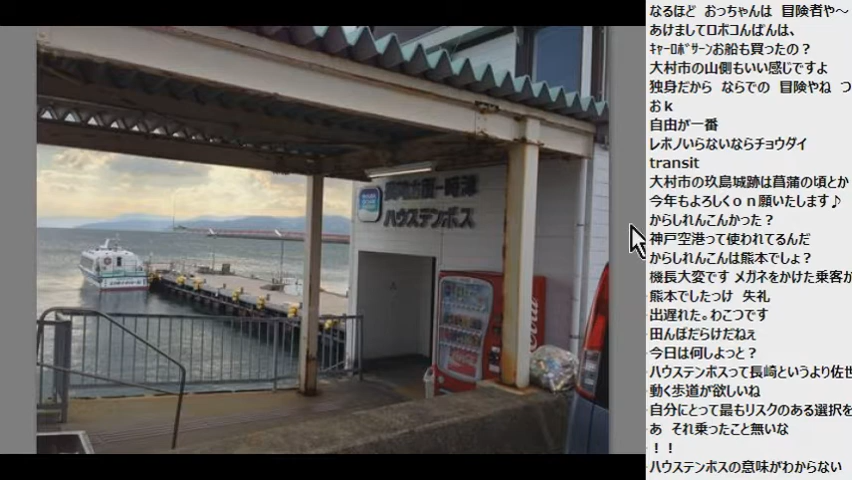 ハウステンボス
Coca-Cola
なるほど おっちゃんは 冒険者や～
あけましてロボコんばんは、
ｷｬｰﾛﾎﾞｻｰﾝお船も買ったの？
大村市の山側もいい感じですよ
独身だから ならでの 冒険やね つ
おｋ
自由が一番
レボノいらないならチョウダイ
transit
大村市の玖島城跡は菖蒲の頃とか
今年もよろしくｏｎ願いたします♪
からしれんこんかった？
神戸空港って使われてるんだ
からしれんこんは熊本でしょ？
機長大変です メガネをかけた乗客が
熊本でしたっけ 失礼
出遅れた。わこつです
田んぼだらけだねぇ
今日は何しよっと？
ハウステンボスって長崎というより佐世
動く歩道が欲しいね
自分にとって最もリスクのある選択を
あ それ乗ったこと無いな
！！
ハウステンボスの意味がわからない